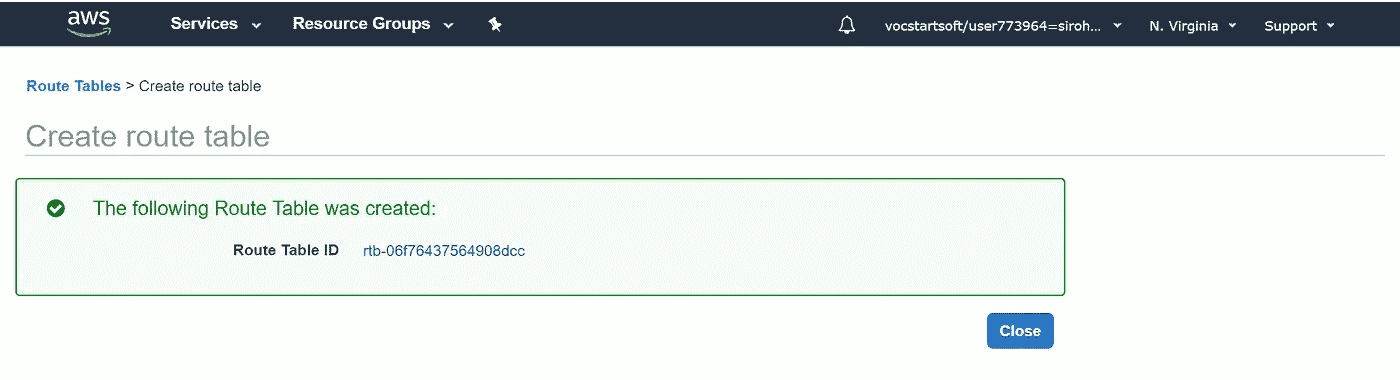 aws Services Resource Groups vocstartsoft/user773964=siroh... N. Virginia Support
Route Tables > Create route table
Create route table
The following Route Table was created:
Route Table ID rtb-06f76437564908dcc
Close